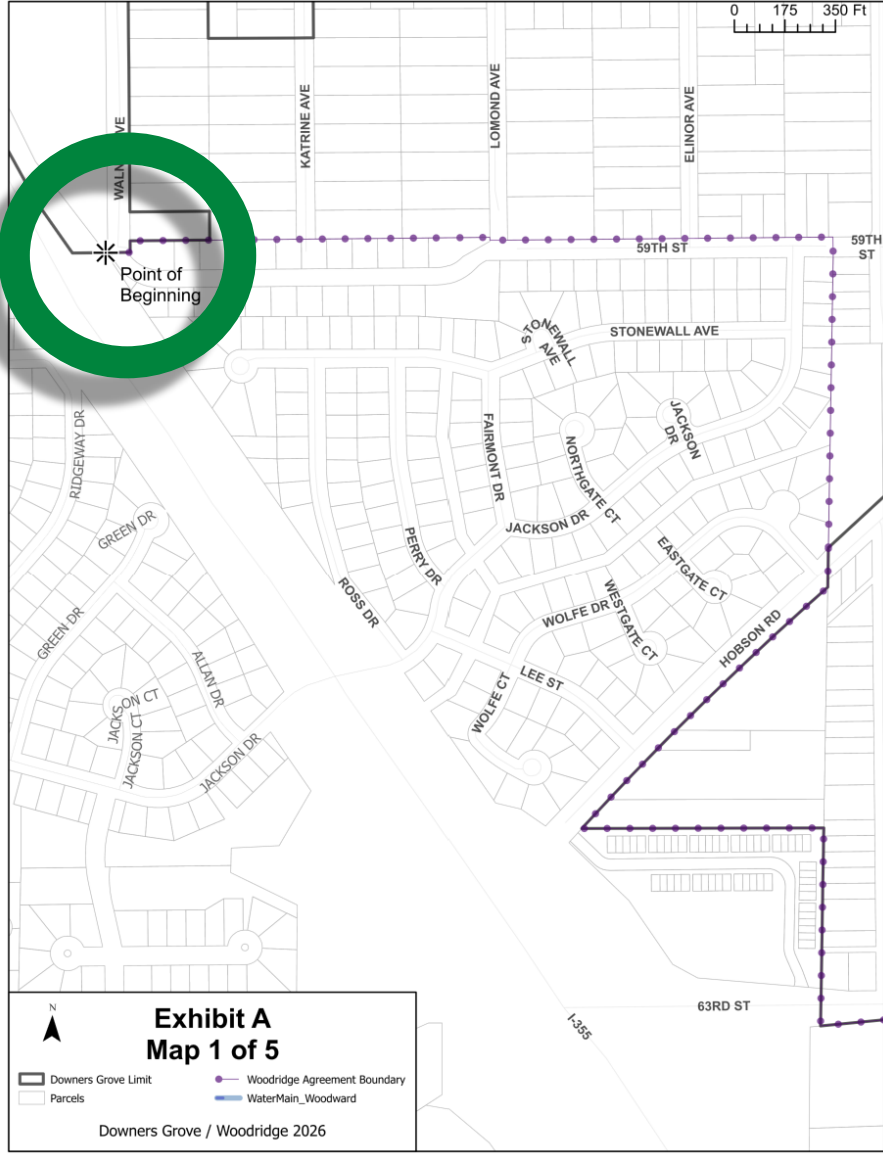 0 175 350 Ft
WALN VE
KATRINE AVE
LOMOND AVE
ELINOR AVE
59TH ST
59TH
ST
Point of
Beginning
STONEWALL
AVE
STONEWALL AVE
RIDGEWAY DR
FAIRMONT DR
NORTHGATE CT
JACKSON
DR
GREEN DR
JACKSON DR
PERRY DR
EASTGATE CT
ROSS DR
WOLFE DR
WESTGATE CT
HOBSON RD
GREEN DR
ALLAN DR
LEE ST
WOLFE CT
JACKSON CT
JACKSON CT
JACKSON DR
63RD ST
I-355
N
Exhibit A
Map 1 of 5
Downers Grove Limit
Woodridge Agreement Boundary
Parcels
WaterMain_Woodward
Downers Grove / Woodridge 2026